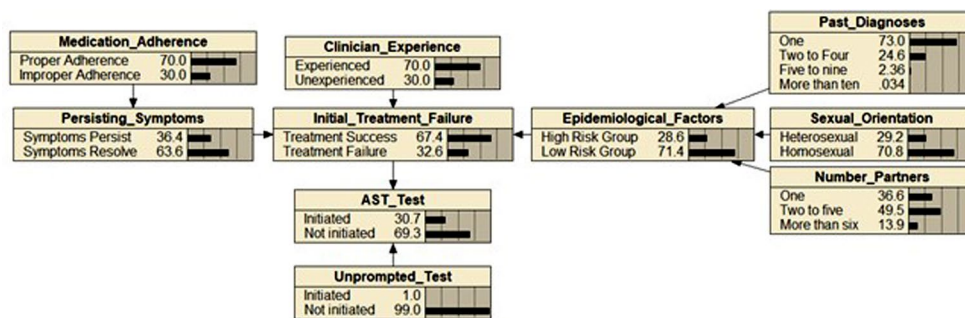 Medication_Adherence
Proper Adherence 70.0
Improper Adherence 30.0
Clinician_Experience
Experienced 70.0
Unexperienced 30.0
Past_Diagnoses
One 73.0
Two to Four 24.6
Five to nine 2.36
More than ten .034
Persisting_Symptoms
Symptoms Persist 36.4
Symptoms Resolve 63.6
Initial_Treatment_Failure
Treatment Success 67.4
Treatment Failure 32.6
Epidemiological_Factors
High Risk Group 28.6
Low Risk Group 71.4
Sexual_Orientation
Heterosexual 29.2
Homosexual 70.8
Number_Partners
One 36.6
Two to five 49.5
More than six 13.9
AST_Test
Initiated 30.7
Not initiated 69.3
Unprompted_Test
Initiated 1.0
Not initiated 99.0